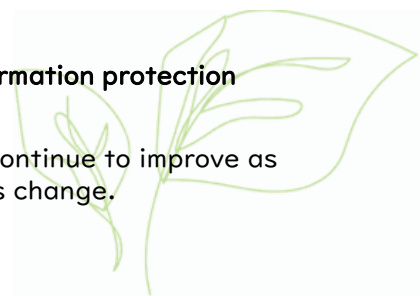 rmation protection
ontinue to improve as
s change.